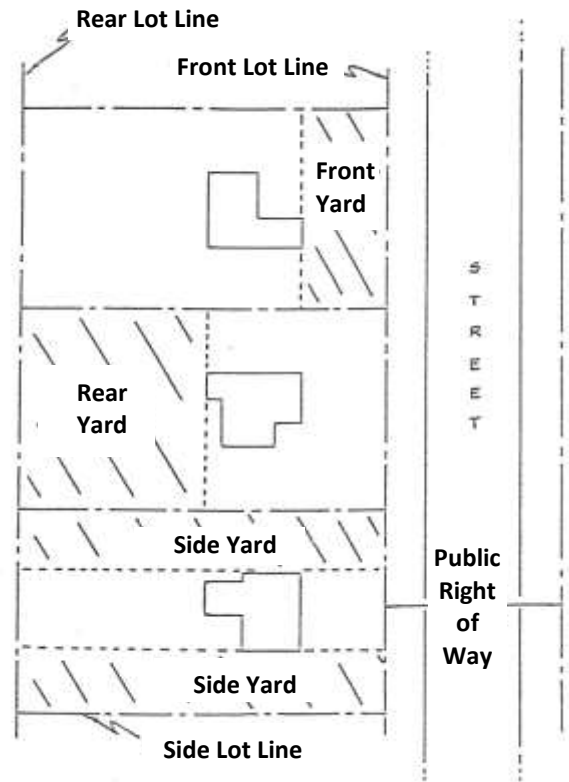 Rear Lot Line
Front Lot Line
Front
Yard
S
T
R
E
E
T
Rear
Yard
Side Yard
Public
Right
of
Way
Side Yard
Side Lot Line